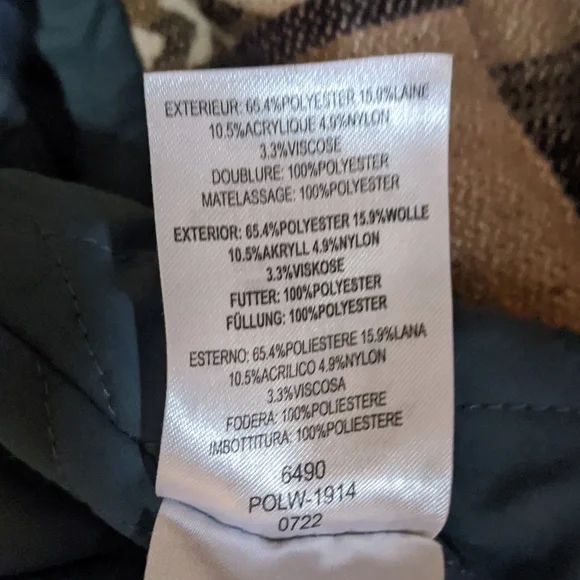 EXTERIEUR: 65.4%POLYESTER 15.9%LAINE
10.5%ACRYLIQUE 4.9%NYLON
3.3%VISCOSE
DOUBLURE: 100%POLYESTER
MATELASSAGE: 100%POLYESTER
EXTERIOR: 65.4%POLYESTER 15.9%WOLLE
10.5%AKRYLL 4.9%NYLON
3.3%VISKOSE
FUTTER: 100%POLYESTER
FÜLLUNG: 100%POLYESTER
ESTERNO: 65.4%POLIESTERE 15.9%LANA
10.5%ACRILICO 4.9%NYLON
3.3%VISCOSA
FODERA: 100%POLIESTERE
IMBOTTITURA: 100%POLIESTERE
6490
POLW-1914
0722